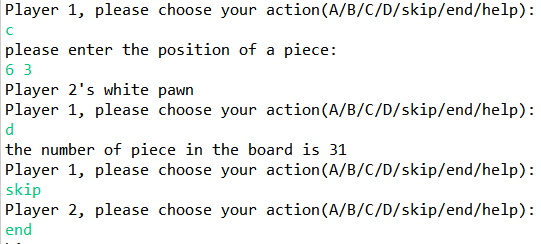 Player 1, please choose your action(A/B/C/D/skip/end/help):
c
please enter the position of a piece:
6 3
Player 2's white pawn
Player 1, please choose your action(A/B/C/D/skip/end/help):
d
the number of piece in the board is 31
Player 1, please choose your action(A/B/C/D/skip/end/help):
skip
Player 2, please choose your action(A/B/C/D/skip/end/help):
end